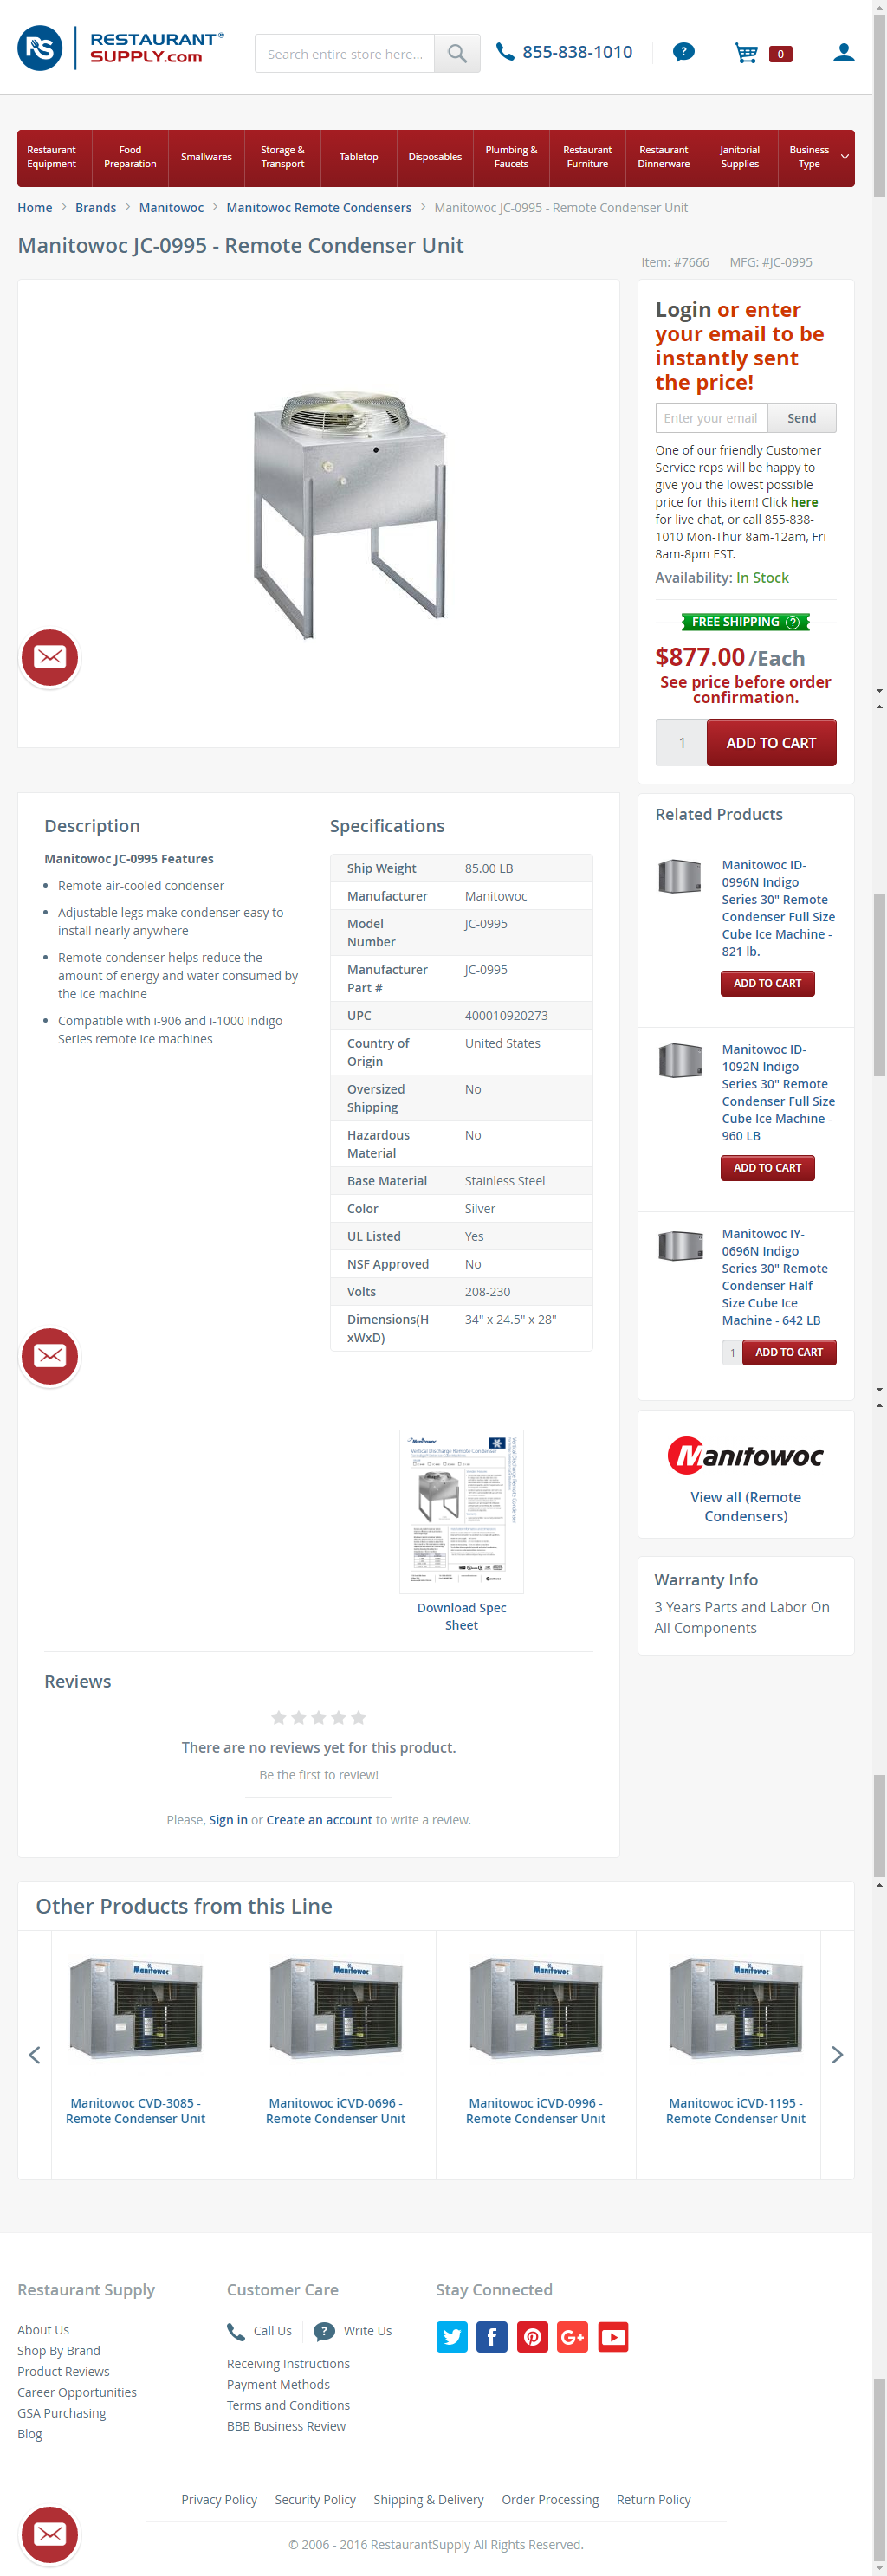 RS RESTAURANT®
SUPPLY.com
Search entire store here...
855-838-1010
?
0
Restaurant
Equipment
Food
Preparation
Smallwares
Storage &
Transport
Tabletop
Disposables
Plumbing &
Faucets
Restaurant
Furniture
Restaurant
Dinnerware
Janitorial
Supplies
Business
Type
Home > Brands > Manitowoc > Manitowoc Remote Condensers > Manitowoc JC-0995 - Remote Condenser Unit
Manitowoc JC-0995 - Remote Condenser Unit
Item: #7666 MFG: #JC-0995
Login or enter
your email to be
instantly sent
the price!
Enter your email Send
One of our friendly Customer
Service reps will be happy to
give you the lowest possible
price for this item! Click here
for live chat, or call 855-838-
1010 Mon-Thur 8am-12am, Fri
8am-8pm EST.
Availability: In Stock
FREE SHIPPING ?
$877.00 /Each
See price before order
confirmation.
1 ADD TO CART
Description
Manitowoc JC-0995 Features
• Remote air-cooled condenser
• Adjustable legs make condenser easy to
install nearly anywhere
• Remote condenser helps reduce the
amount of energy and water consumed by
the ice machine
• Compatible with i-906 and i-1000 Indigo
Series remote ice machines
Specifications
Ship Weight 85.00 LB
Manufacturer Manitowoc
Model JC-0995
Number
Manufacturer JC-0995
Part #
UPC 400010920273
Country of United States
Origin
Oversized No
Shipping
Hazardous No
Material
Base Material Stainless Steel
Color Silver
UL Listed Yes
NSF Approved No
Volts 208-230
Dimensions(H 34" x 24.5" x 28"
xWxD)
Related Products
Manitowoc ID-
0996N Indigo
Series 30" Remote
Condenser Full Size
Cube Ice Machine -
821 lb.
ADD TO CART
Manitowoc ID-
1092N Indigo
Series 30" Remote
Condenser Full Size
Cube Ice Machine -
960 LB
ADD TO CART
Manitowoc IY-
0696N Indigo
Series 30" Remote
Condenser Half
Size Cube Ice
Machine - 642 LB
1 ADD TO CART
Manitowoc
View all (Remote
Condensers)
Warranty Info
3 Years Parts and Labor On
All Components
Manitowoc
Vertical Discharge Remote Condenser
Download Spec
Sheet
Reviews
There are no reviews yet for this product.
Be the first to review!
Please, Sign in or Create an account to write a review.
Other Products from this Line
Manitowoc
Manitowoc
Manitowoc
Manitowoc
Manitowoc CVD-3085 -
Remote Condenser Unit
Manitowoc iCVD-0696 -
Remote Condenser Unit
Manitowoc iCVD-0996 -
Remote Condenser Unit
Manitowoc iCVD-1195 -
Remote Condenser Unit
Restaurant Supply
About Us
Shop By Brand
Product Reviews
Career Opportunities
GSA Purchasing
Blog
Customer Care
Call Us ? Write Us
Receiving Instructions
Payment Methods
Terms and Conditions
BBB Business Review
Stay Connected
f
G+
Privacy Policy Security Policy Shipping & Delivery Order Processing Return Policy
© 2006 - 2016 RestaurantSupply All Rights Reserved.